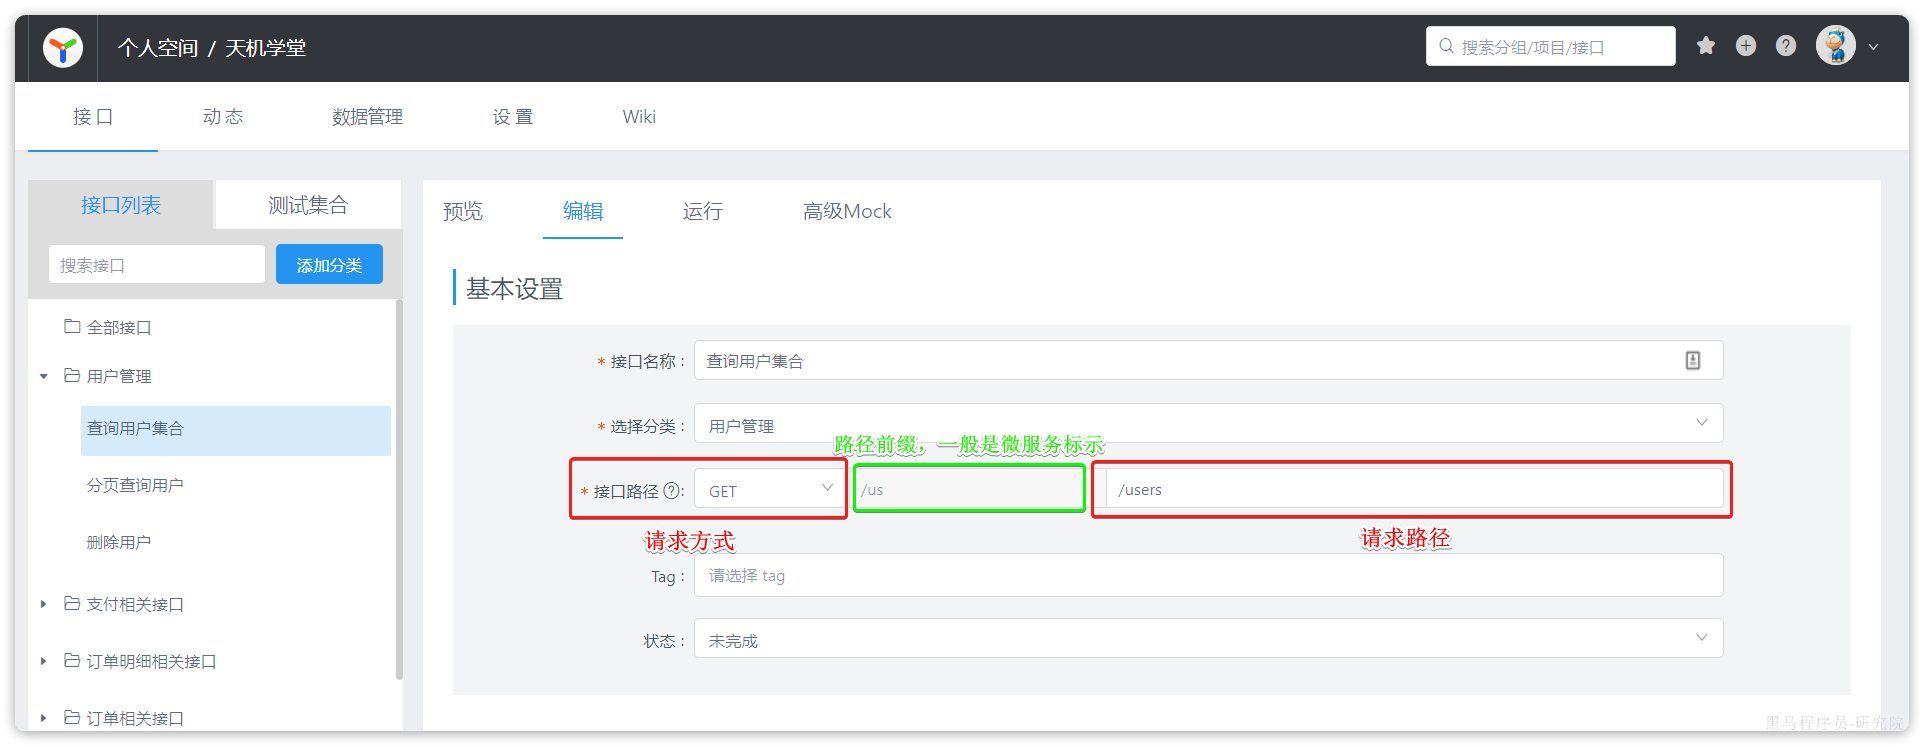 个人空间 / 天机学堂
搜索分组/项目/接口
接口
动态
数据管理
设置
Wiki
接口列表
测试集合
搜索接口
添加分类
全部接口
用户管理
查询用户集合
分页查询用户
删除用户
支付相关接口
订单明细相关接口
订单相关接口
预览
编辑
运行
高级Mock
基本设置
* 接口名称 :
查询用户集合
* 选择分类 :
用户管理
路径前缀，一般是微服务标示
* 接口路径 ? :
GET
/us
/users
请求方式
请求路径
Tag :
请选择 tag
状态 :
未完成
黑马程序员-研究院